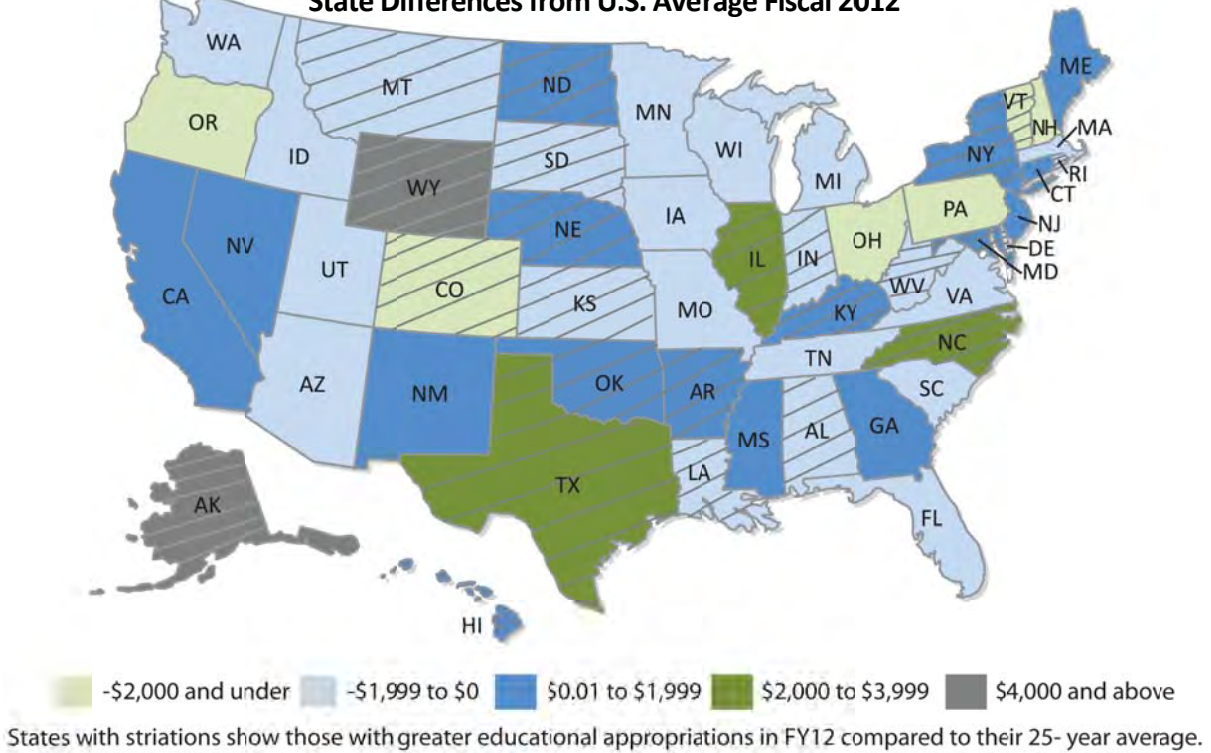 State Differences from U.S. Average Fiscal 2012
WA
MT
ND
MN
ME
OR
ID
SD
WI
VT
NH
MA
WY
MI
NY
RI
CT
IA
PA
NJ
NV
NE
OH
DE
UT
IL
IN
MD
CO
WV
CA
KS
MO
VA
KY
NC
TN
AZ
OK
AR
SC
NM
MS
AL
GA
LA
TX
AK
FL
HI
-$2,000 and under
-$1,999 to $0
$0.01 to $1,999
$2,000 to $3,999
$4,000 and above
States with striations show those with greater educational appropriations in FY12 compared to their 25- year average.